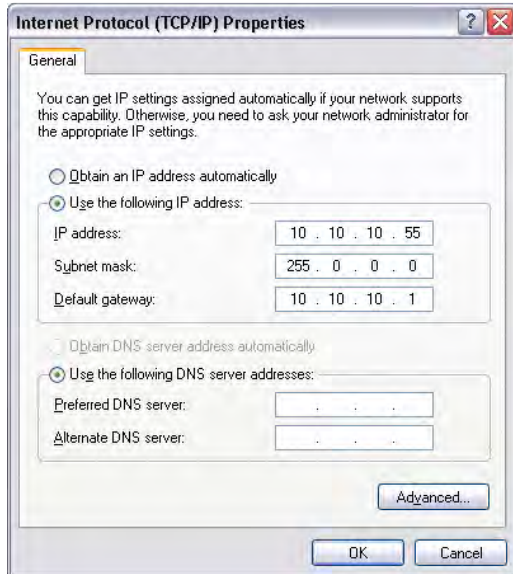 Internet Protocol (TCP/IP) Properties
General
You can get IP settings assigned automatically if your network supports
this capability. Otherwise, you need to ask your network administrator for
the appropriate IP settings.
Obtain an IP address automatically
Use the following IP address:
IP address: 10 . 10 . 10 . 55
Subnet mask: 255 . 0 . 0 . 0
Default gateway: 10 . 10 . 10 . 1
Obtain DNS server address automatically
Use the following DNS server addresses:
Preferred DNS server: . . .
Alternate DNS server: . . .
Advanced...
OK Cancel